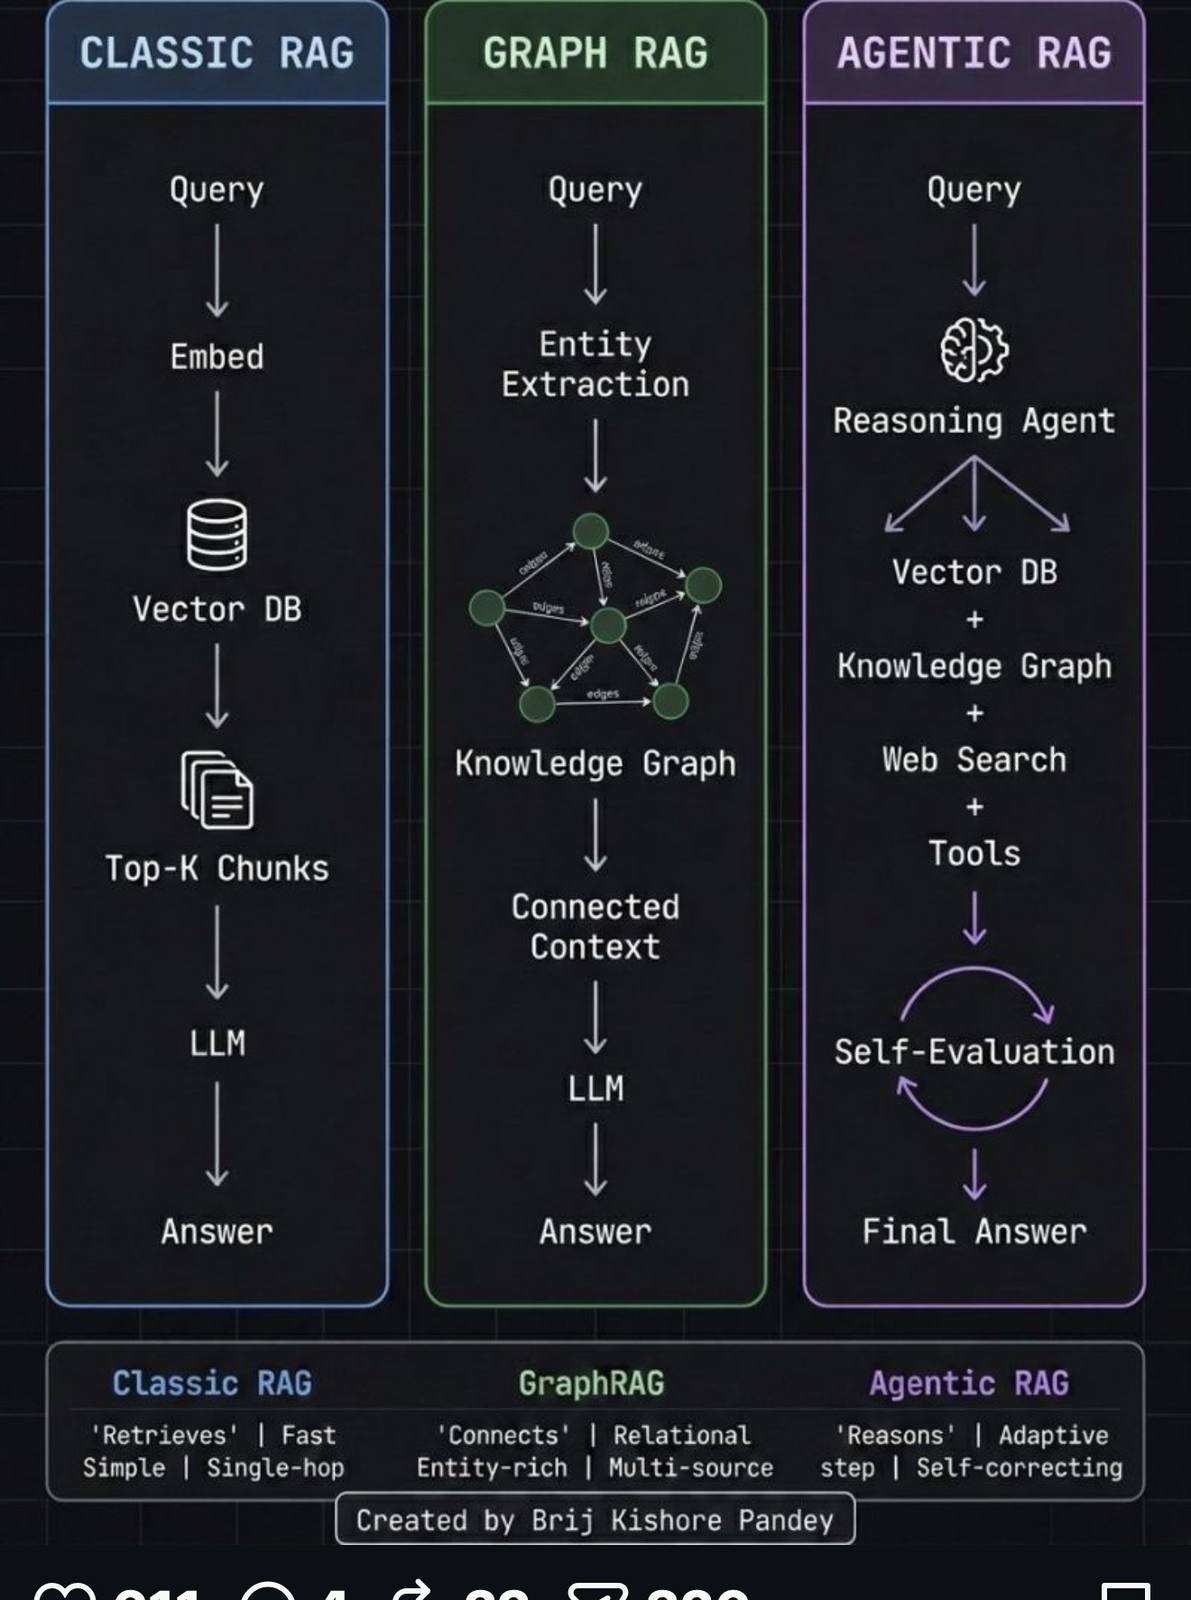 CLASSIC RAG
Query
Embed
Vector DB
Top-K Chunks
LLM
Answer
GRAPH RAG
Query
Entity
Extraction
edges
Knowledge Graph
Connected
Context
LLM
Answer
AGENTIC RAG
Query
Reasoning Agent
Vector DB
+
Knowledge Graph
+
Web Search
+
Tools
Self-Evaluation
Final Answer
Classic RAG
'Retrieves' | Fast
Simple | Single-hop
GraphRAG
'Connects' | Relational
Entity-rich | Multi-source
Agentic RAG
'Reasons' | Adaptive
step | Self-correcting
Created by Brij Kishore Pandey